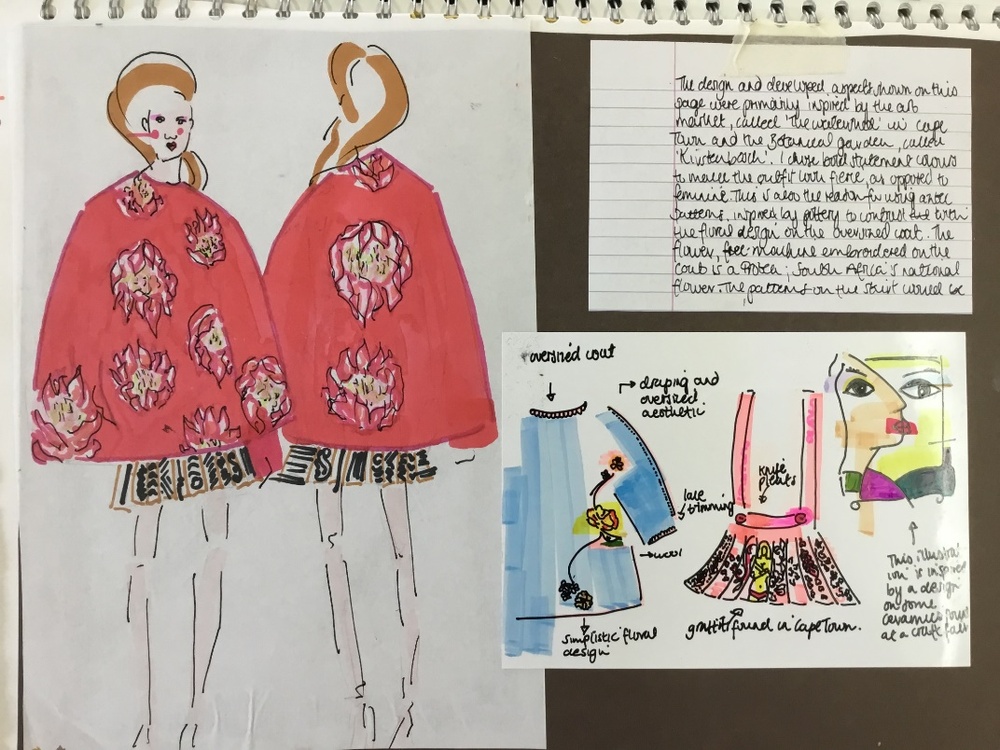 The design and developed aspects shown on this
page were primarily inspired by the art
market, called 'The watershed' in Cape
Town and the Botanical garden, called
'Kirstenbosch'. I chose bold statement colours
to make the outfit look fierce, as opposed to
feminine. This is also the reason for using aztec
patterns, inspired by pottery to contrast with
the floral design on the oversized coat. The
flower, free-machine embroidered on the
coat is a Protea; South Africa's national
flower. The patterns on the skirt would be
oversized coat
draping and
oversized
aesthetic
knife
pleats
lace
trimming
wool
simplistic floral
design
graffiti found in Cape Town.
This illustrat
ion is inspired
by a design
on some
ceramics found
at a craft fair